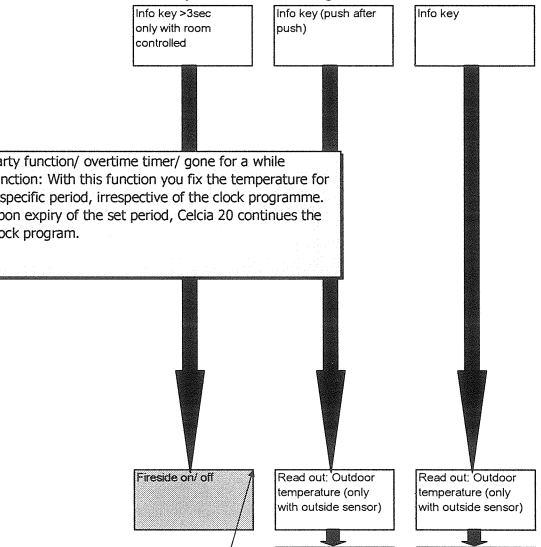 Info key >3sec
only with room
controlled
Info key (push after
push)
Info key
arty function/ overtime timer/ gone for a while
nction: With this function you fix the temperature for
specific period, irrespective of the clock programme.
pon expiry of the set period, Celcia 20 continues the
ock program.
Fireside on/ off
Read out: Outdoor
temperature (only
with outside sensor)
Read out: Outdoor
temperature (only
with outside sensor)